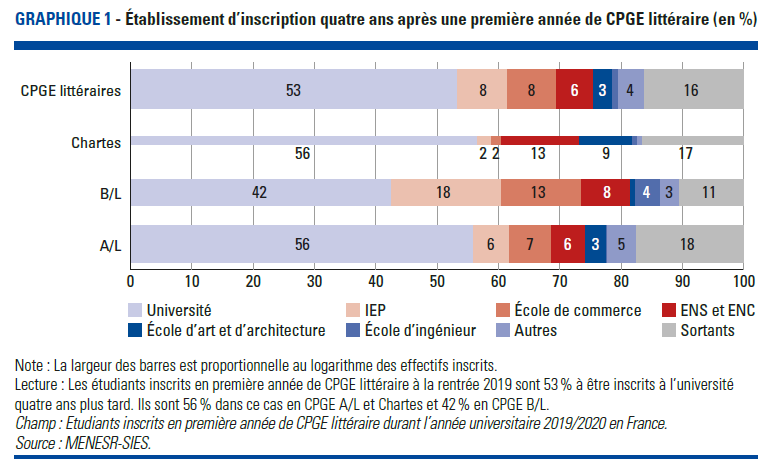 GRAPHIQUE 1 - Établissement d'inscription quatre ans après une première année de CPGE littéraire (en %)
CPGE littéraires 53 8 8 6 3 4 16
Chartes 56 2 2 13 9 17
B/L 42 18 13 8 4 3 11
A/L 56 6 7 6 3 5 18
0 10 20 30 40 50 60 70 80 90 100
Université IEP École de commerce ENS et ENC
École d'art et d'architecture École d'ingénieur Autres Sortants
Note : La largeur des barres est proportionnelle au logarithme des effectifs inscrits.
Lecture : Les étudiants inscrits en première année de CPGE littéraire à la rentrée 2019 sont 53 % à être inscrits à l'université
quatre ans plus tard. Ils sont 56 % dans ce cas en CPGE A/L et Chartes et 42 % en CPGE B/L.
Champ : Etudiants inscrits en première année de CPGE littéraire durant l'année universitaire 2019/2020 en France.
Source : MENESR-SIES.